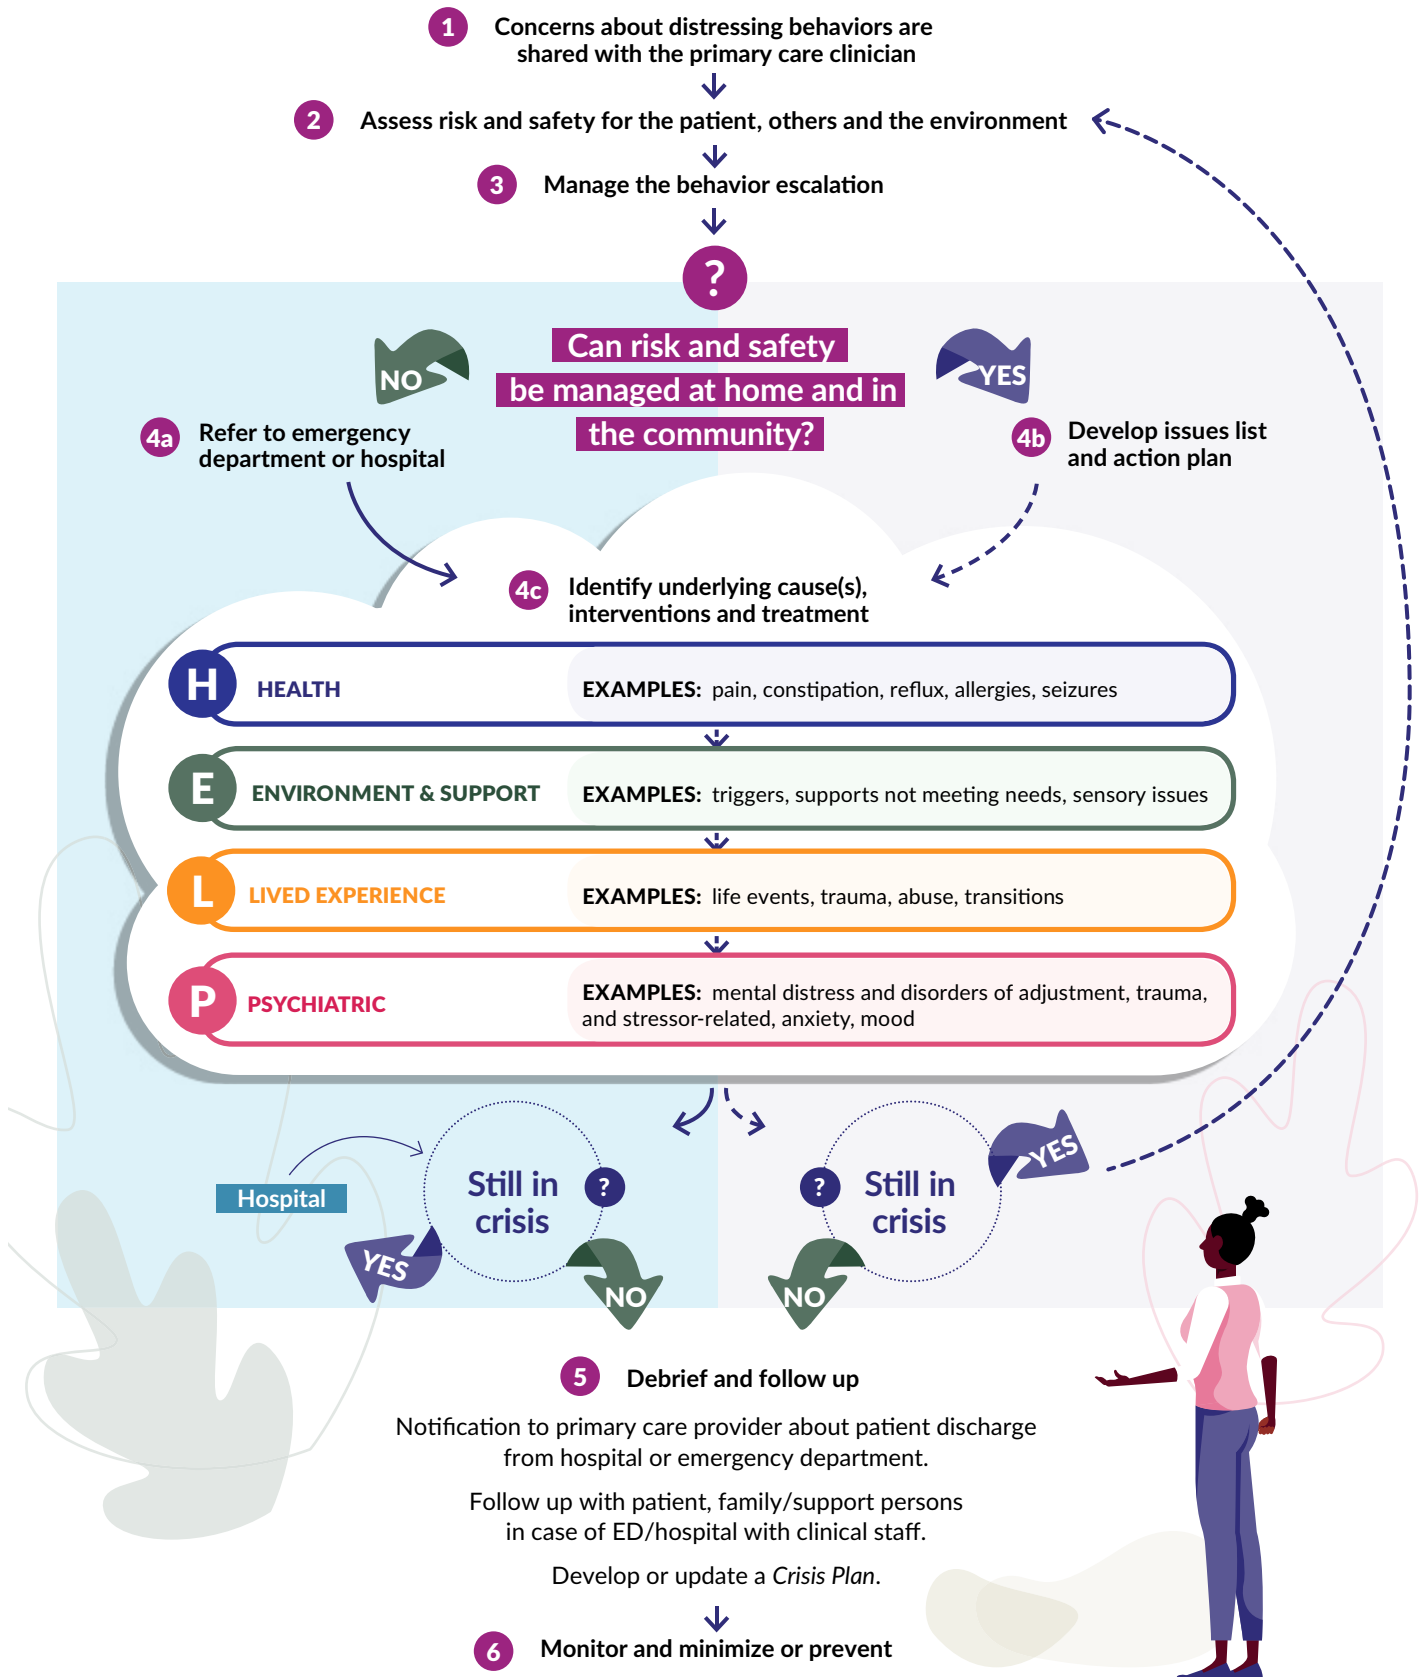 1
Concerns about distressing behaviors are
shared with the primary care clinician
2
Assess risk and safety for the patient, others and the environment
3
Manage the behavior escalation
?
Can risk and safety
be managed at home and in
the community?
NO
YES
4a
Refer to emergency
department or hospital
4b
Develop issues list
and action plan
4c
Identify underlying cause(s),
interventions and treatment
H
HEALTH
EXAMPLES: pain, constipation, reflux, allergies, seizures
E
ENVIRONMENT & SUPPORT
EXAMPLES: triggers, supports not meeting needs, sensory issues
L
LIVED EXPERIENCE
EXAMPLES: life events, trauma, abuse, transitions
P
PSYCHIATRIC
EXAMPLES: mental distress and disorders of adjustment, trauma,
and stressor-related, anxiety, mood
Hospital
Still in
crisis
?
YES
NO
?
Still in
crisis
YES
NO
5
Debrief and follow up
Notification to primary care provider about patient discharge
from hospital or emergency department.
Follow up with patient, family/support persons
in case of ED/hospital with clinical staff.
Develop or update a Crisis Plan.
6
Monitor and minimize or prevent